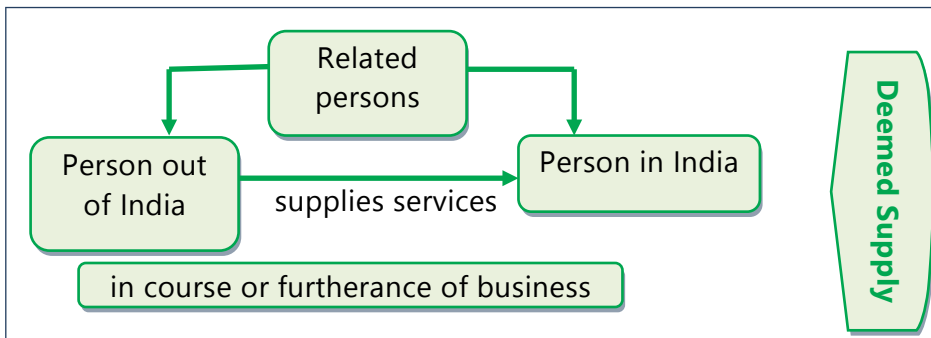 Related
persons
Person out
of India
supplies services
Person in India
in course or furtherance of business
Deemed Supply